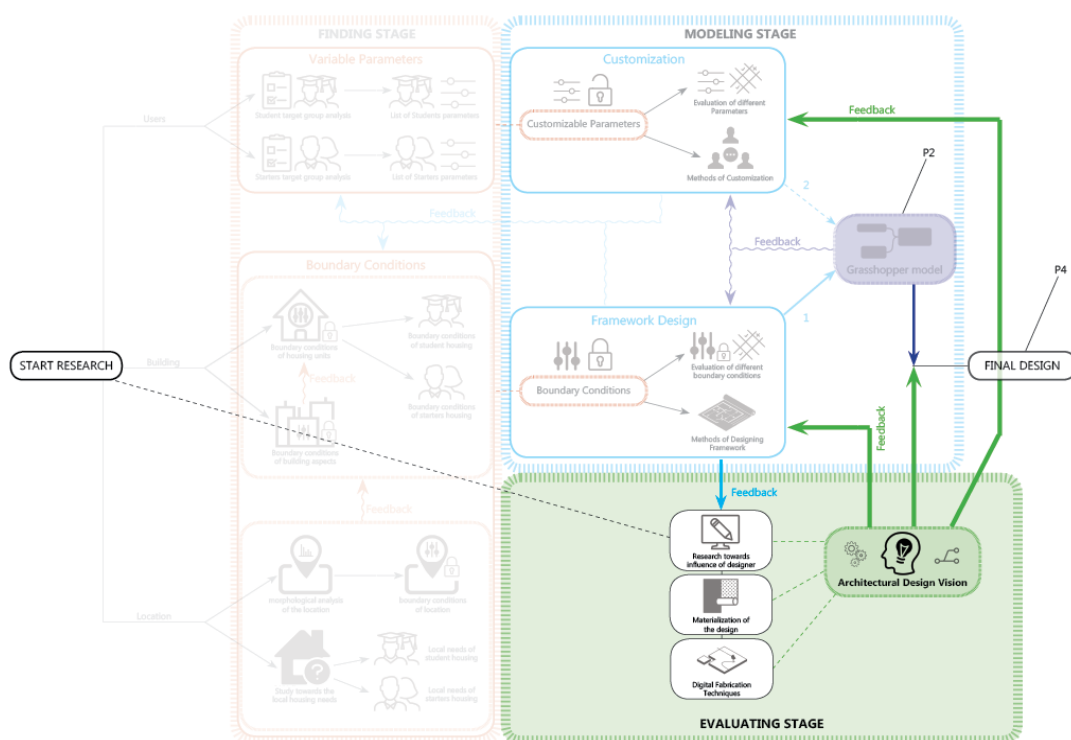 FINDING STAGE
MODELING STAGE
Variable Parameters
Student target group analysis
List of Students parameters
Starters target group analysis
List of Starters parameters
Users
Customization
Customizable Parameters
Evaluation of different
Parameters
Methods of Customization
Feedback
P2
2
Feedback
Feedback
Grasshopper model
P4
Boundary Conditions
Boundary conditions
of housing units
Boundary conditions
of student housing
Feedback
Boundary conditions
of starters housing
Boundary conditions
of building aspects
Building
START RESEARCH
Framework Design
1
Boundary Conditions
Evaluation of different
boundary conditions
Methods of Designing
Framework
FINAL DESIGN
Feedback
Feedback
Feedback
Feedback
morphological analysis
of the location
boundary conditions
of location
Location
Study towards the
local housing needs
Local needs of
student housing
Local needs of
starters housing
Research towards
influence of designer
Materialization of
the design
Digital Fabrication
Techniques
Architectural Design Vision
EVALUATING STAGE